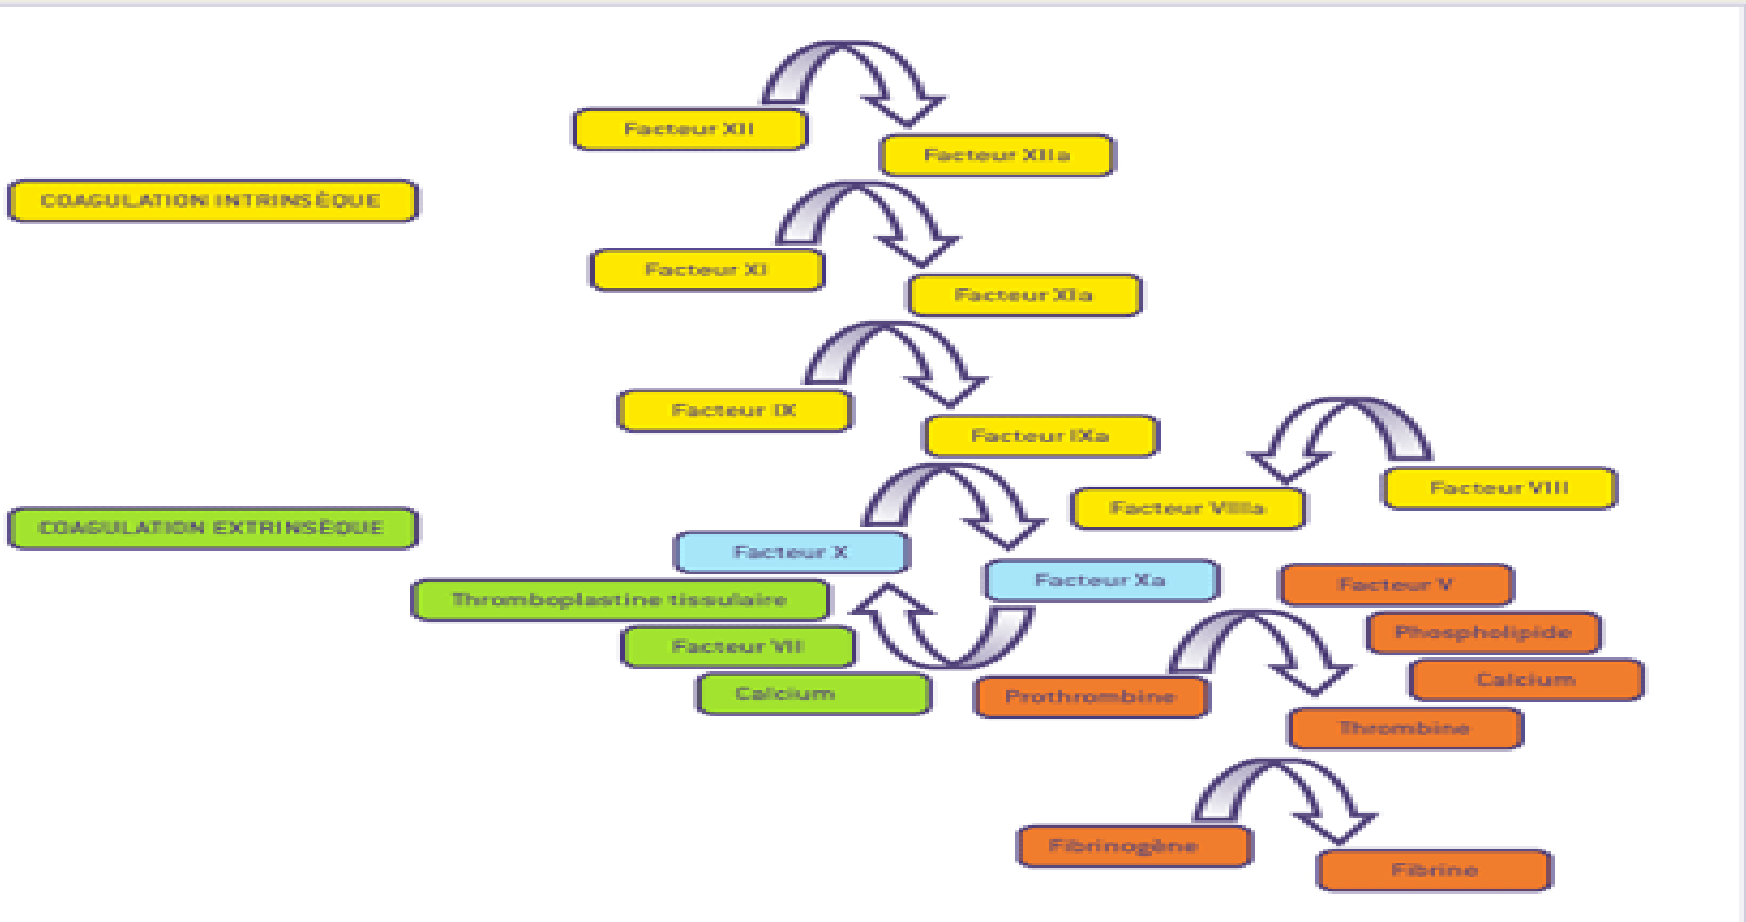 Facteur XII
Facteur XIIa
COAGULATION INTRINSÈQUE
Facteur XI
Facteur XIa
Facteur IX
Facteur IXa
Facteur VIII
Facteur VIIIa
COAGULATION EXTRINSÈQUE
Facteur X
Facteur Xa
Facteur V
Thromboplastine tissulaire
Phospholipide
Facteur VII
Calcium
Calcium
Prothrombine
Thrombine
Fibrinogène
Fibrine